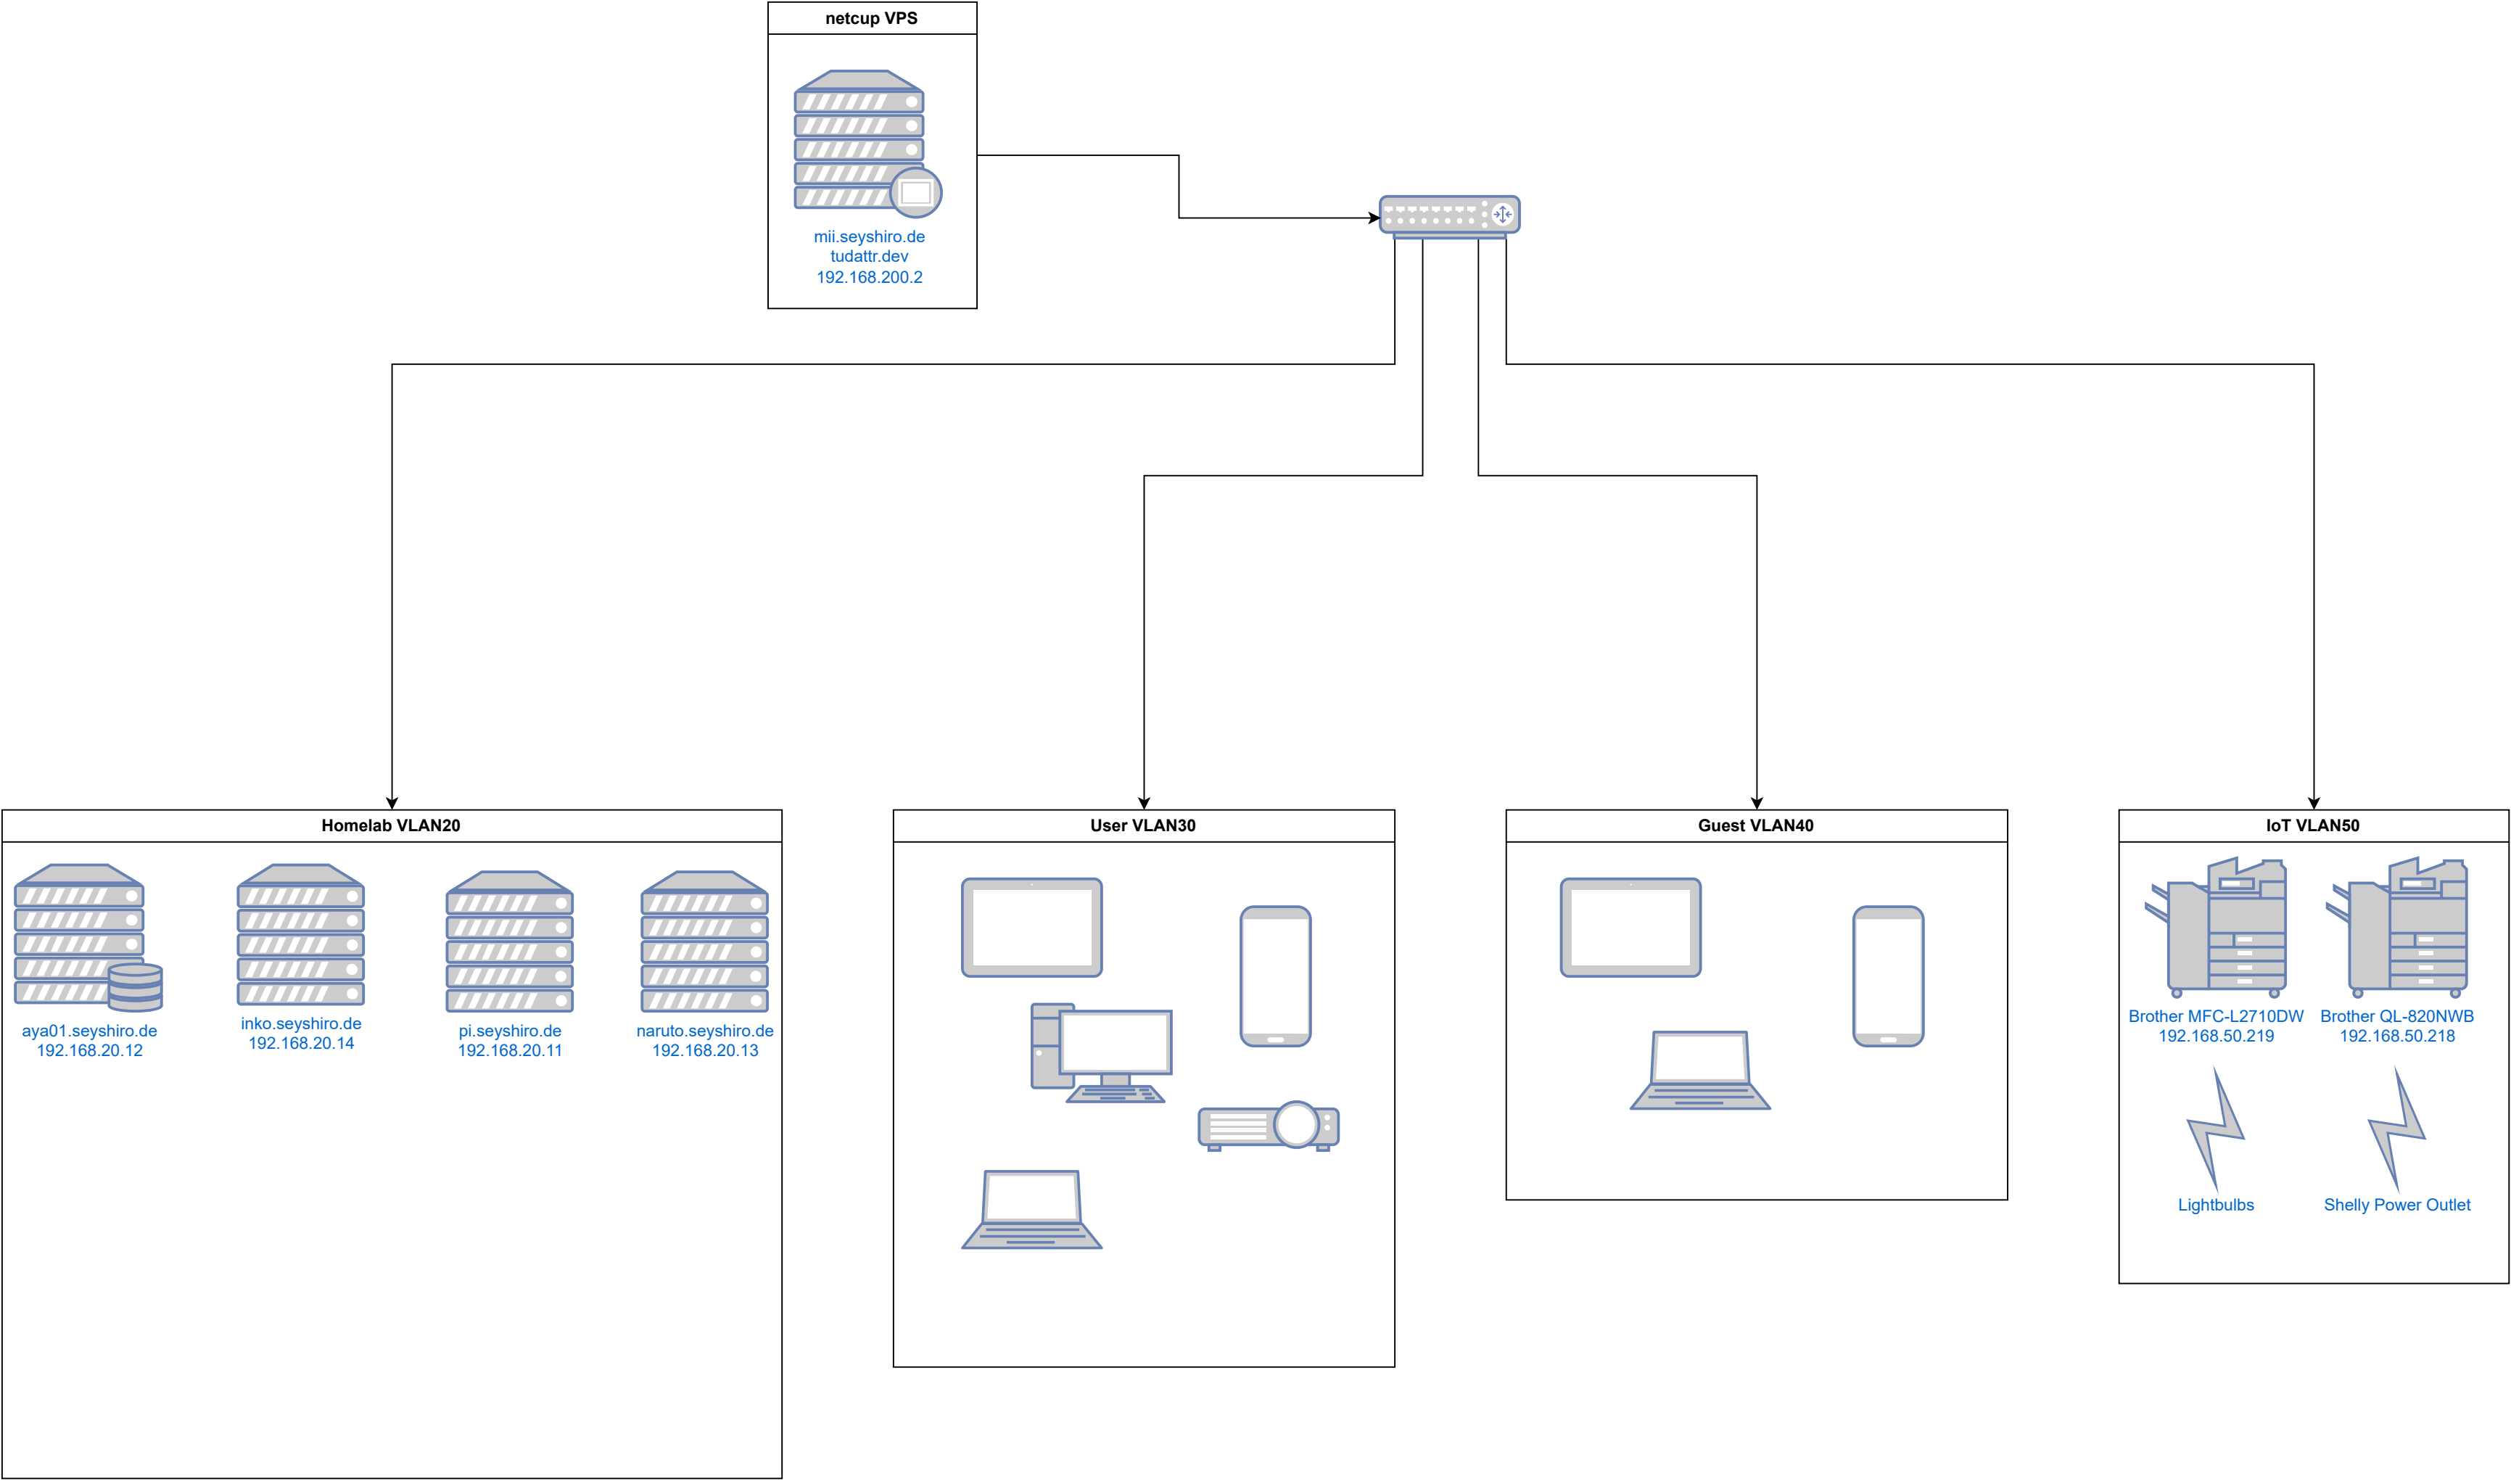 netcup VPS
mii.seyshiro.de
tudattr.dev
192.168.200.2
Homelab VLAN20
aya01.seyshiro.de
192.168.20.12
inko.seyshiro.de
192.168.20.14
pi.seyshiro.de
192.168.20.11
naruto.seyshiro.de
192.168.20.13
User VLAN30
Guest VLAN40
IoT VLAN50
Brother MFC-L2710DW
192.168.50.219
Brother QL-820NWB
192.168.50.218
Lightbulbs
Shelly Power Outlet